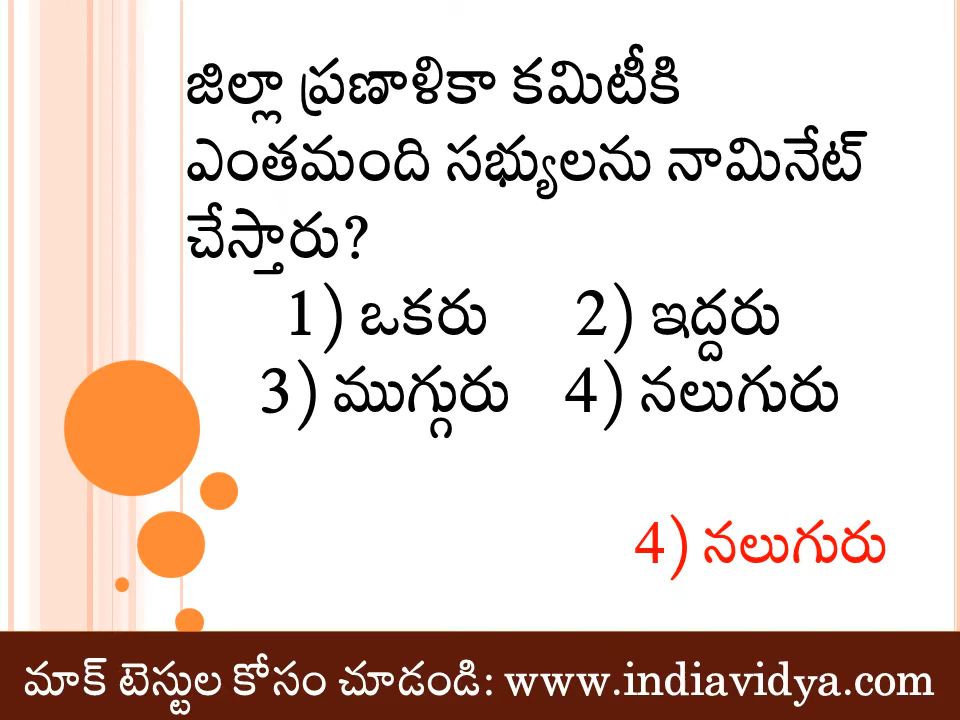 జిల్లా ప్రణాళికా కమిటీకి
ఎంతమంది సభ్యులను నామినేట్
చేస్తారు?
1) ఒకరు 2) ఇద్దరు
3) ముగ్గురు 4) నలుగురు
4) నలుగురు
మాక్ టెస్టుల కోసం చూడండి: www.indiavidya.com